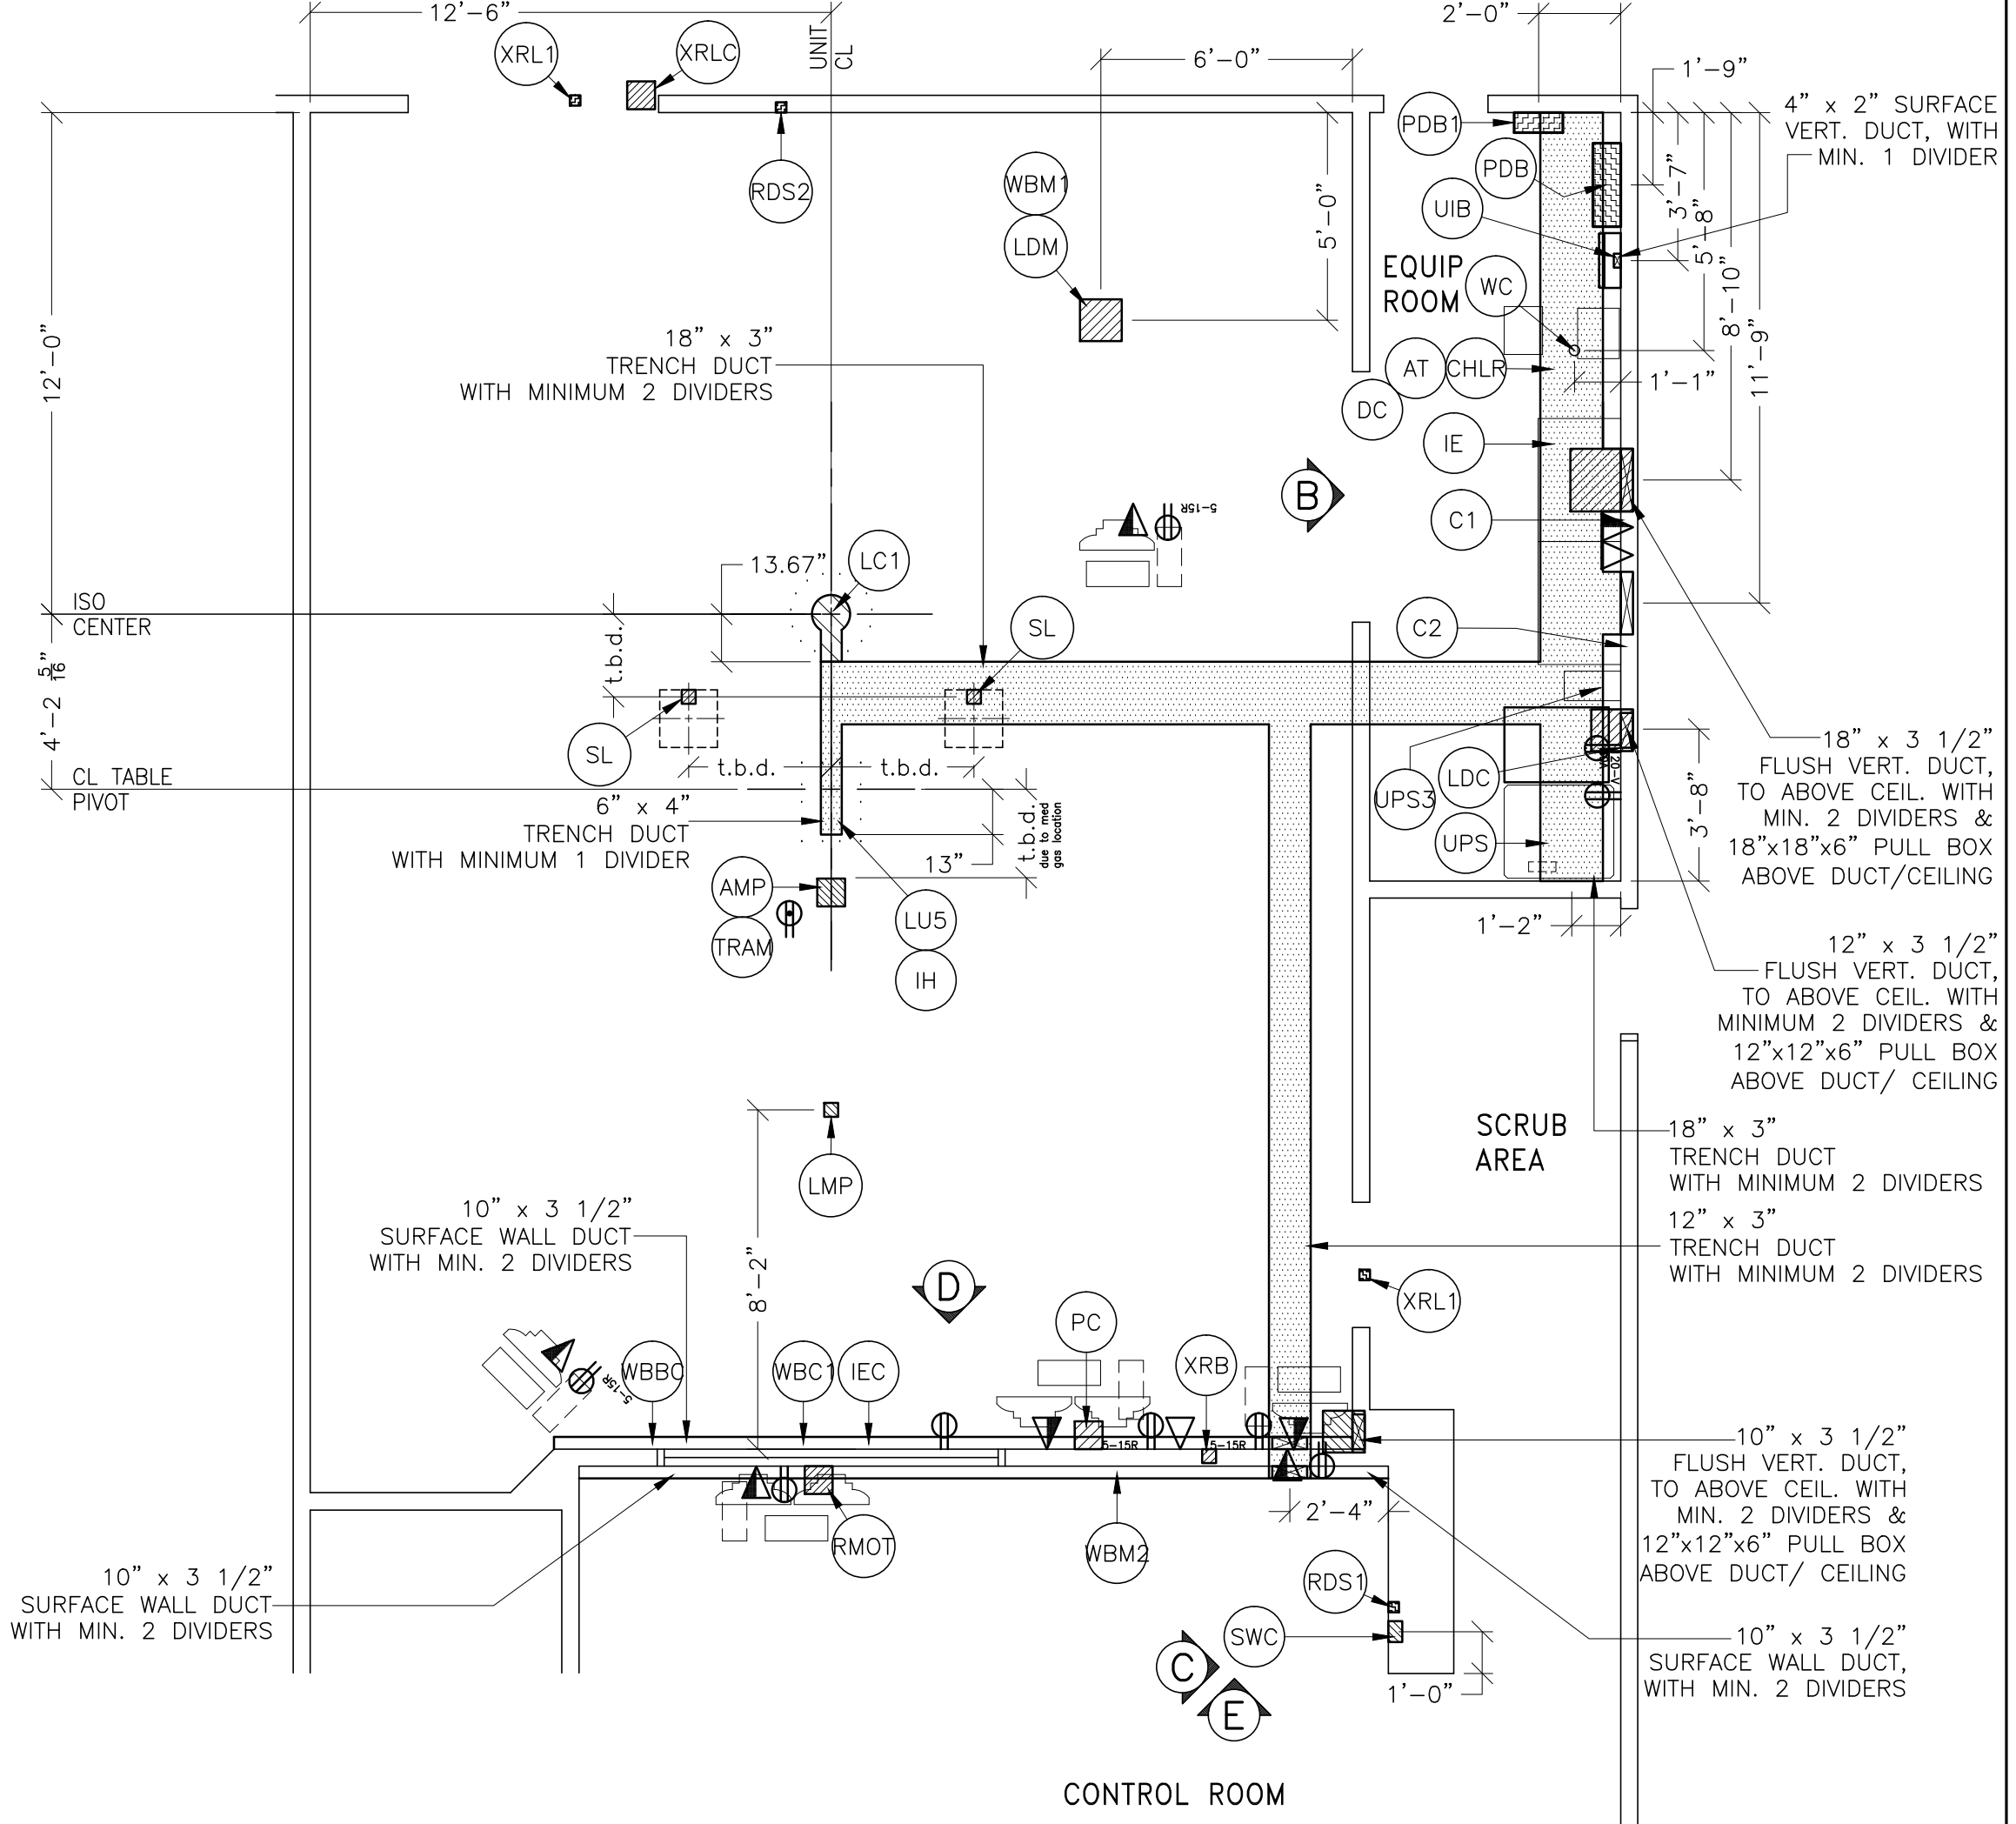 12'-6"
2'-0"
XRL1
XRLC
UNIT
CL
6'-0"
1'-9"
4" x 2" SURFACE
VERT. DUCT, WITH
MIN. 1 DIVIDER
PDB1
PDB
RDS2
WBM1
LDM
UIB
3'-7"
5'-8"
8'-10"
11'-9"
5'-0"
EQUIP
ROOM
WC
12'-0"
18" x 3"
TRENCH DUCT
WITH MINIMUM 2 DIVIDERS
AT
CHLR
DC
1'-1"
IE
B
5-15R
C1
13.67"
LC1
ISO
CENTER
t.b.d.
SL
C2
4'-2 5/16"
SL
t.b.d.
t.b.d.
CL TABLE
PIVOT
6" x 4"
TRENCH DUCT
WITH MINIMUM 1 DIVIDER
13"
t.b.d.
due to med
gas location
UPS3
LDC
UPS
3'-8"
18" x 3 1/2"
FLUSH VERT. DUCT,
TO ABOVE CEIL. WITH
MIN. 2 DIVIDERS &
18"x18"x6" PULL BOX
ABOVE DUCT/CEILING
AMP
TRAM
LU5
IH
1'-2"
12" x 3 1/2"
FLUSH VERT. DUCT,
TO ABOVE CEIL. WITH
MINIMUM 2 DIVIDERS &
12"x12"x6" PULL BOX
ABOVE DUCT/ CEILING
SCRUB
AREA
18" x 3"
TRENCH DUCT
WITH MINIMUM 2 DIVIDERS
12" x 3"
TRENCH DUCT
WITH MINIMUM 2 DIVIDERS
LMP
10" x 3 1/2"
SURFACE WALL DUCT
WITH MIN. 2 DIVIDERS
8'-2"
D
XRL1
PC
XRB
WBBC
WBC1
IEC
5-15R
5-15R
5-15R
10" x 3 1/2"
FLUSH VERT. DUCT,
TO ABOVE CEIL. WITH
MIN. 2 DIVIDERS &
12"x12"x6" PULL BOX
ABOVE DUCT/ CEILING
2'-4"
RMOT
WBM2
RDS1
10" x 3 1/2"
SURFACE WALL DUCT
WITH MIN. 2 DIVIDERS
SWC
C
E
1'-0"
10" x 3 1/2"
SURFACE WALL DUCT,
WITH MIN. 2 DIVIDERS
CONTROL ROOM